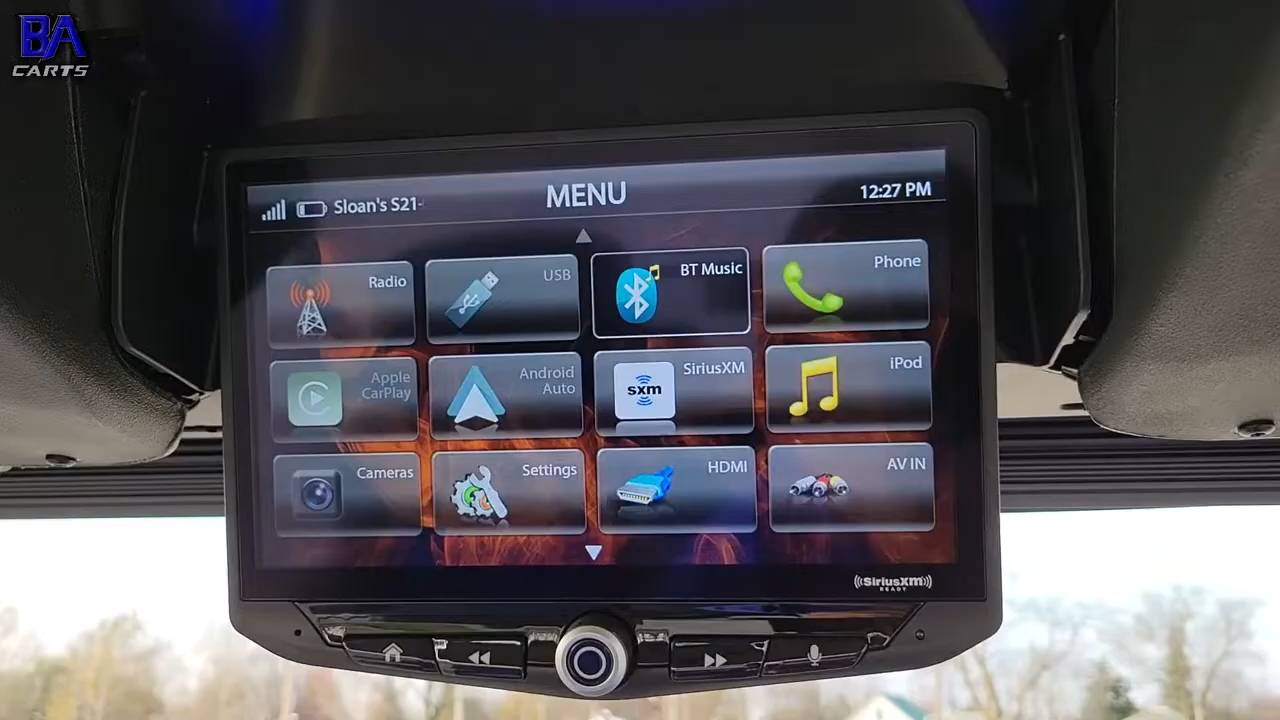 BA
CARTS
Sloan's S21-
MENU
12:27 PM
Radio
USB
BT Music
Phone
Apple
CarPlay
Android
Auto
sxm
SiriusXM
iPod
Cameras
Settings
HDMI
AV IN
((SiriusXM))
READY